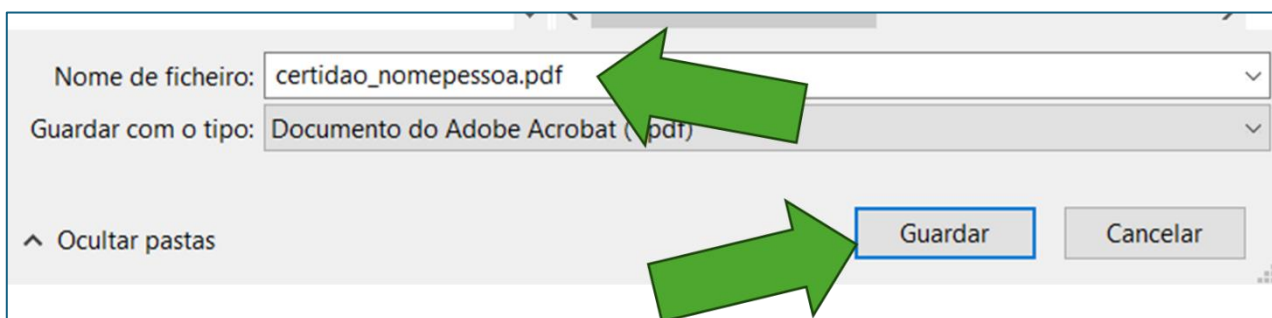 Nome de ficheiro: certidao_nomepessoa.pdf
Guardar com o tipo: Documento do Adobe Acrobat ( pdf)
Ocultar pastas
Guardar
Cancelar